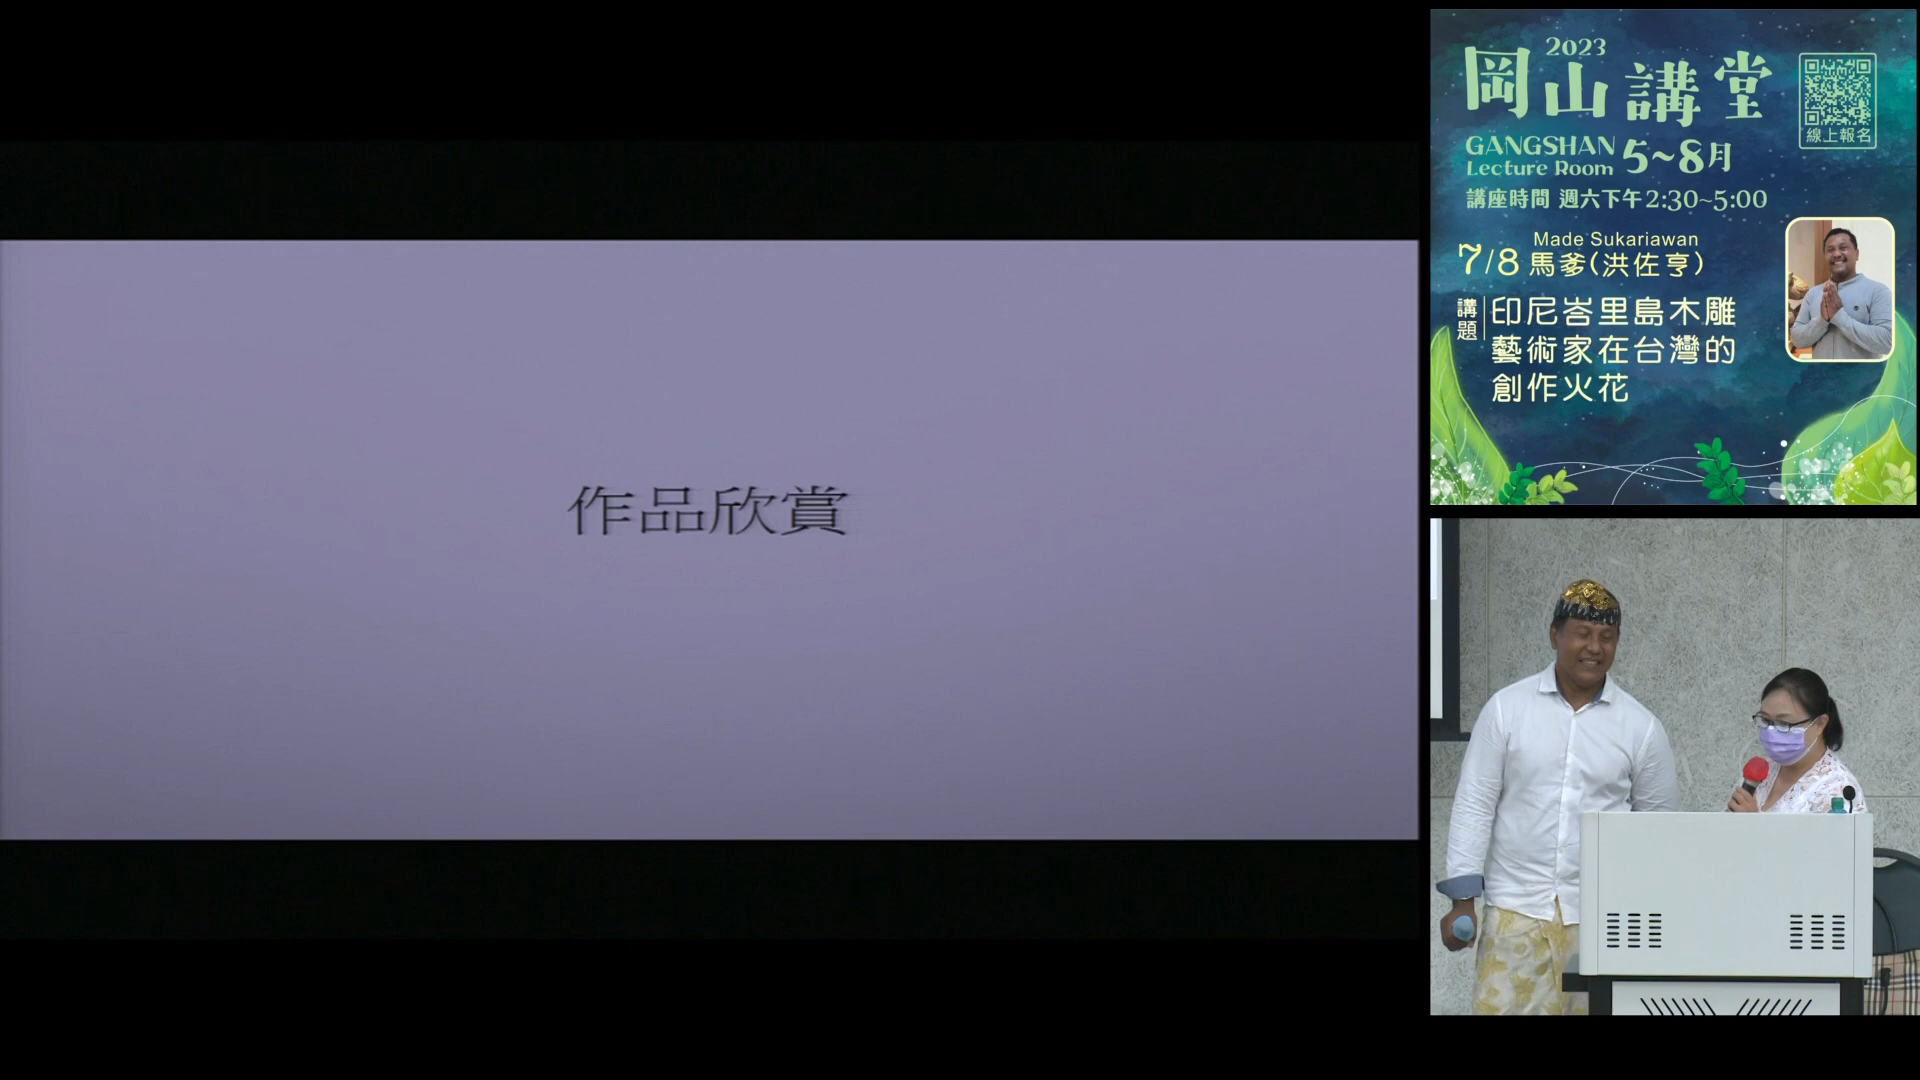 作品欣賞
2023
岡山講堂
線上報名
GANGSHAN
Lecture Room
5~8月
講座時間 週六下午2:30~5:00
Made Sukariawan
7/8 馬爹(洪佐亨)
講題
印尼峇里島木雕
藝術家在台灣的
創作火花